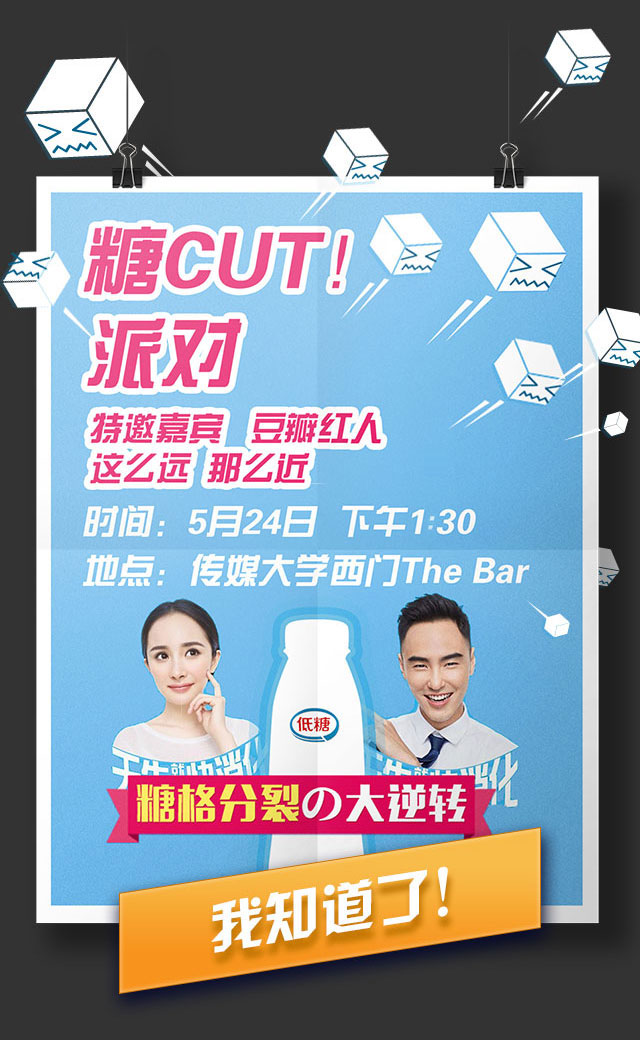 糖CUT!
派对
特邀嘉宾 豆瓣红人
这么远 那么近
时间：5月24日 下午1:30
地点：传媒大学西门The Bar
低糖
糖格分裂の大逆转
我知道了!